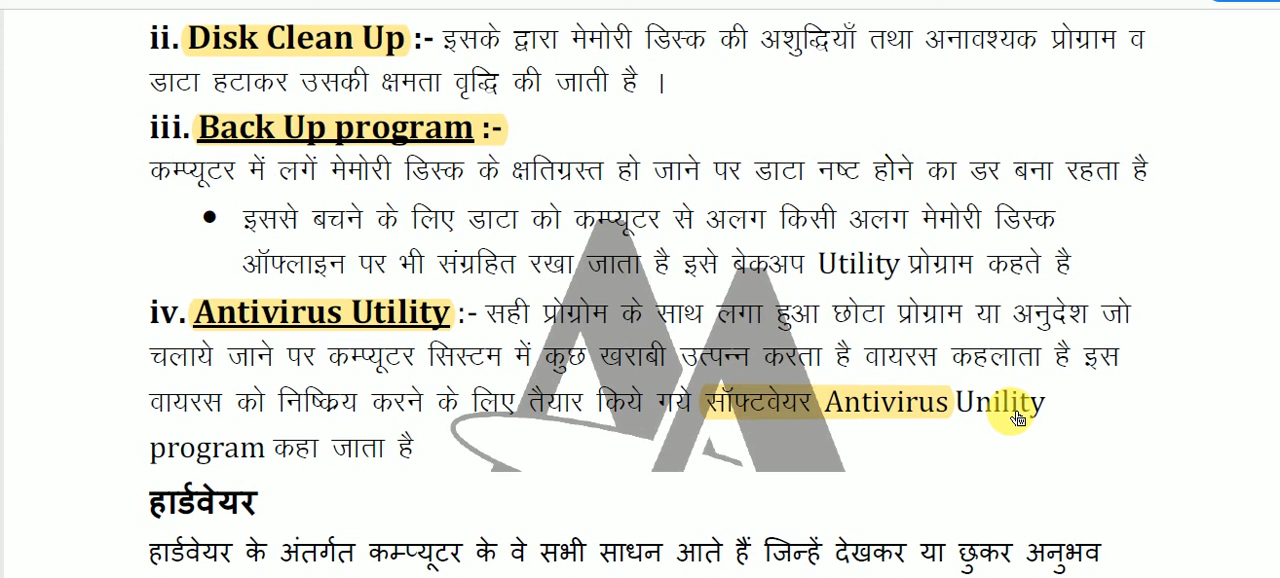 ii. Disk Clean Up :- इसके द्वारा मेमोरी डिस्क की अशुद्धियाँ तथा अनावश्यक प्रोग्राम व
डाटा हटाकर उसकी क्षमता वृद्धि की जाती है ।
iii. Back Up program :-
कम्प्यूटर में लगें मेमोरी डिस्क के क्षतिग्रस्त हो जाने पर डाटा नष्ट होने का डर बना रहता है
• इससे बचने के लिए डाटा को कम्प्यूटर से अलग किसी अलग मेमोरी डिस्क
ऑफ्लाइन पर भी संग्रहित रखा जाता है इसे बेकअप Utility प्रोग्राम कहते है
iv. Antivirus Utility :- सही प्रोग्रोम के साथ लगा हुआ छोटा प्रोग्राम या अनुदेश जो
चलाये जाने पर कम्प्यूटर सिस्टम में कुछ खराबी उत्पन्न करता है वायरस कहलाता है इस
वायरस को निष्क्रिय करने के लिए तैयार किये गये सॉफ्टवेयर Antivirus Unility
program कहा जाता है
हार्डवेयर
हार्डवेयर के अंतर्गत कम्प्यूटर के वे सभी साधन आते हैं जिन्हें देखकर या छुकर अनुभव